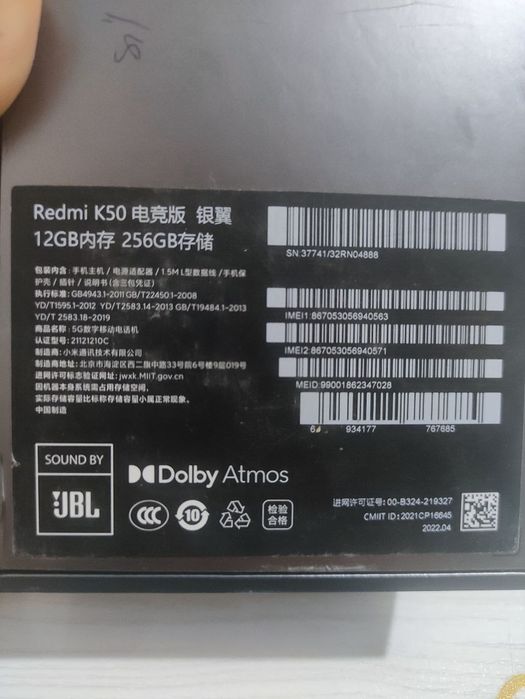 Redmi K50 电竞版 银翼
12GB内存 256GB存储
包装内含：手机主机 / 电源适配器 / 1.5M L型数据线 / 手机保
护壳 / 插针 / 说明书（含三包凭证）
执行标准：GB4943.1-2011 GB/T22450.1-2008
YD/T1595.1-2012 YD/T2583.14-2013 GB/T19484.1-2013
YD/T 2583.18-2019
商品名称：5G数字移动电话机
认证型号：21121210C
制造商：小米通讯技术有限公司
制造商地址：北京市海淀区西二旗中路33号院6号楼9层019号
进网许可标志验证网址：jwxk.MIIT.gov.cn
因机器本身系统需占用存储空间，
实际存储容量比标称存储容量小属正常现象。
中国制造
SN:37741/32RN04888
IMEI1:867053056940563
IMEI2:867053056940571
MEID:99001862347028
6 934177 767685
SOUND BY
JBL
Dolby Atmos
CCC
10
检验
合格
进网许可证号：00-B324-219327
CMIIT ID：2021CP16645
2022.04